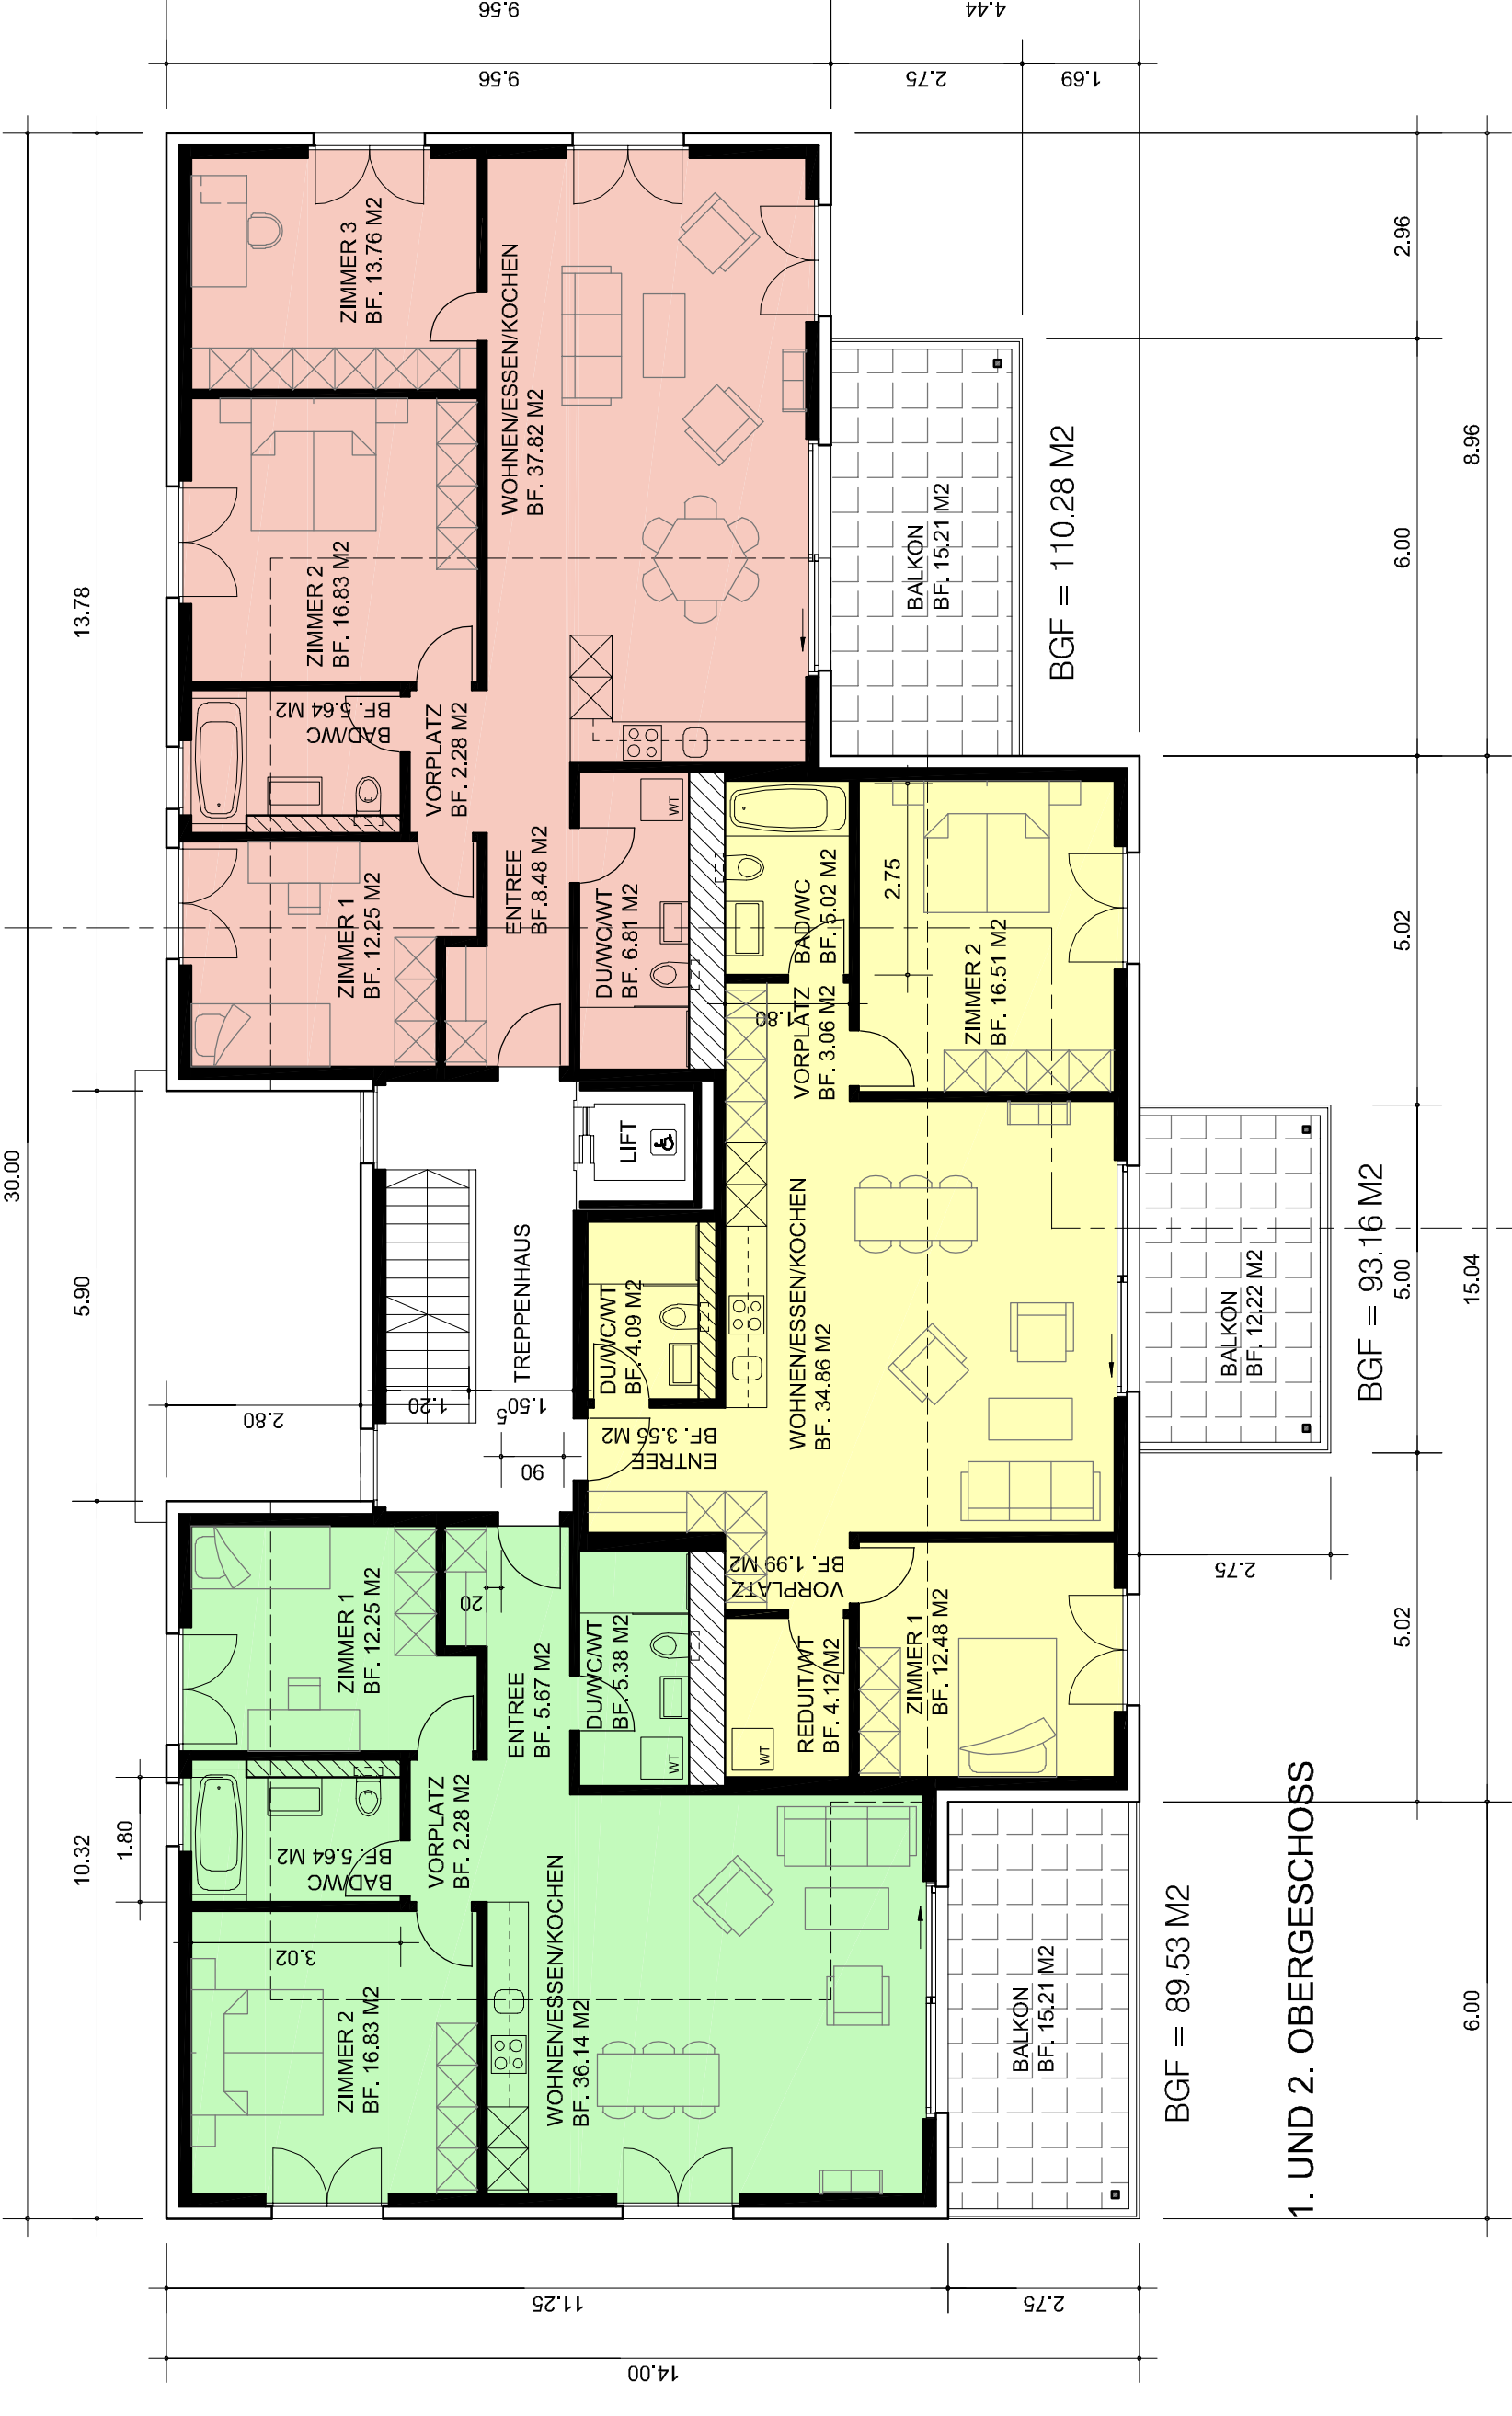 9.56
4.44
9.56
2.75
1.69
30.00
13.78
5.90
10.32
1.80
ZIMMER 3
BF. 13.76 M2
WOHNEN/ESSEN/KOCHEN
BF. 37.82 M2
ZIMMER 2
BF. 16.83 M2
BAD/WC
BF. 5.64 M2
VORPLATZ
BF. 2.28 M2
ZIMMER 1
BF. 12.25 M2
ENTREE
BF.8.48 M2
DU/WC/WT
BF. 6.81 M2
WT
BALKON
BF. 15.21 M2
BGF = 110.28 M2
2.96
6.00
8.96
5.02
BAD/WC
BF. 5.02 M2
2.75
ZIMMER 2
BF. 16.51 M2
1.80
VORPLATZ
BF. 3.06 M2
LIFT
TREPPENHAUS
2.80
1.20
1.50
5
90
DU/WC/WT
BF. 4.09 M2
ENTREE
BF. 3.55 M2
WOHNEN/ESSEN/KOCHEN
BF. 34.86 M2
BALKON
BF. 12.22 M2
BGF = 93.16 M2
5.00
15.04
2.75
VORPLATZ
BF. 1.99 M2
REDUIT/WT
BF. 4.12 M2
WT
ZIMMER 1
BF. 12.48 M2
5.02
ZIMMER 1
BF. 12.25 M2
20
ENTREE
BF. 5.67 M2
DU/WC/WT
BF. 5.38 M2
WT
BAD/WC
BF. 5.64 M2
VORPLATZ
BF. 2.28 M2
3.02
ZIMMER 2
BF. 16.83 M2
WOHNEN/ESSEN/KOCHEN
BF. 36.14 M2
BALKON
BF. 15.21 M2
BGF = 89.53 M2
1. UND 2. OBERGESCHOSS
6.00
11.25
2.75
14.00